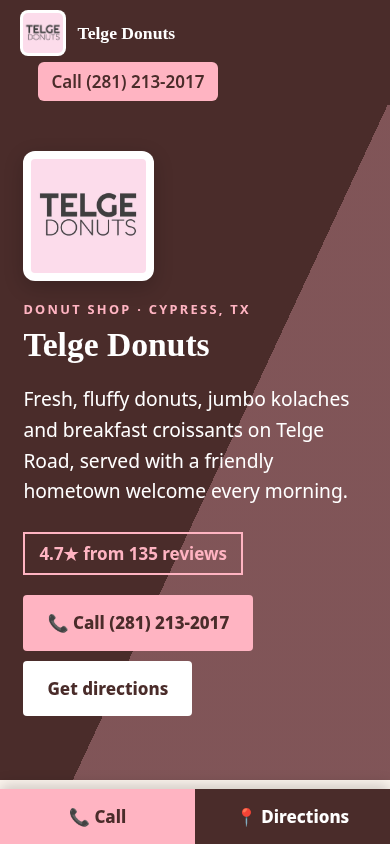 TELGE
DONUTS
Telge Donuts
Call (281) 213-2017
TELGE
DONUTS
DONUT SHOP · CYPRESS, TX
Telge Donuts
Fresh, fluffy donuts, jumbo kolaches
and breakfast croissants on Telge
Road, served with a friendly
hometown welcome every morning.
4.7★ from 135 reviews
📞 Call (281) 213-2017
Get directions
📞 Call
📍 Directions